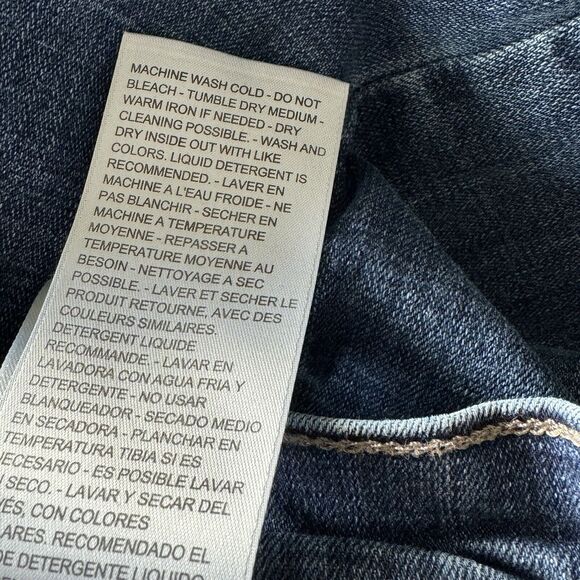 MACHINE WASH COLD - DO NOT
BLEACH - TUMBLE DRY MEDIUM -
WARM IRON IF NEEDED - DRY
CLEANING POSSIBLE. - WASH AND
DRY INSIDE OUT WITH LIKE
COLORS. LIQUID DETERGENT IS
RECOMMENDED. - LAVER EN
MACHINE A L'EAU FROIDE - NE
PAS BLANCHIR - SECHER EN
MACHINE A TEMPERATURE
MOYENNE - REPASSER A
TEMPERATURE MOYENNE AU
BESOIN - NETTOYAGE A SEC
POSSIBLE. - LAVER ET SECHER LE
PRODUIT RETOURNE, AVEC DES
COULEURS SIMILAIRES.
DETERGENT LIQUIDE
RECOMMANDE. - LAVAR EN
LAVADORA CON AGUA FRIA Y
DETERGENTE - NO USAR
BLANQUEADOR - SECADO MEDIO
EN SECADORA - PLANCHAR EN
TEMPERATURA TIBIA SI ES
ECESARIO - ES POSIBLE LAVAR
SECO. - LAVAR Y SECAR DEL
VÉS, CON COLORES
LARES. RECOMENDADO EL
DE DETERGENTE LIQUIDO